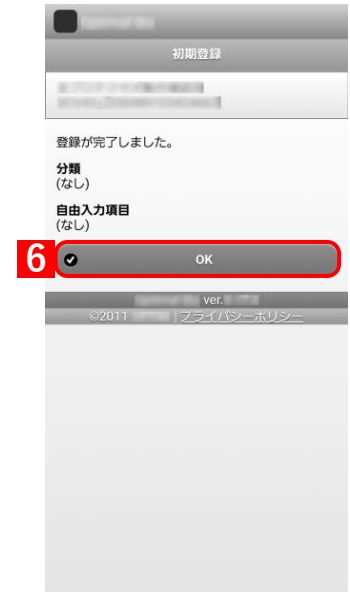 初期登録
登録が完了しました。
分類
(なし)
自由入力項目
(なし)
6
OK
ver.
©2011 | プライバシーポリシー